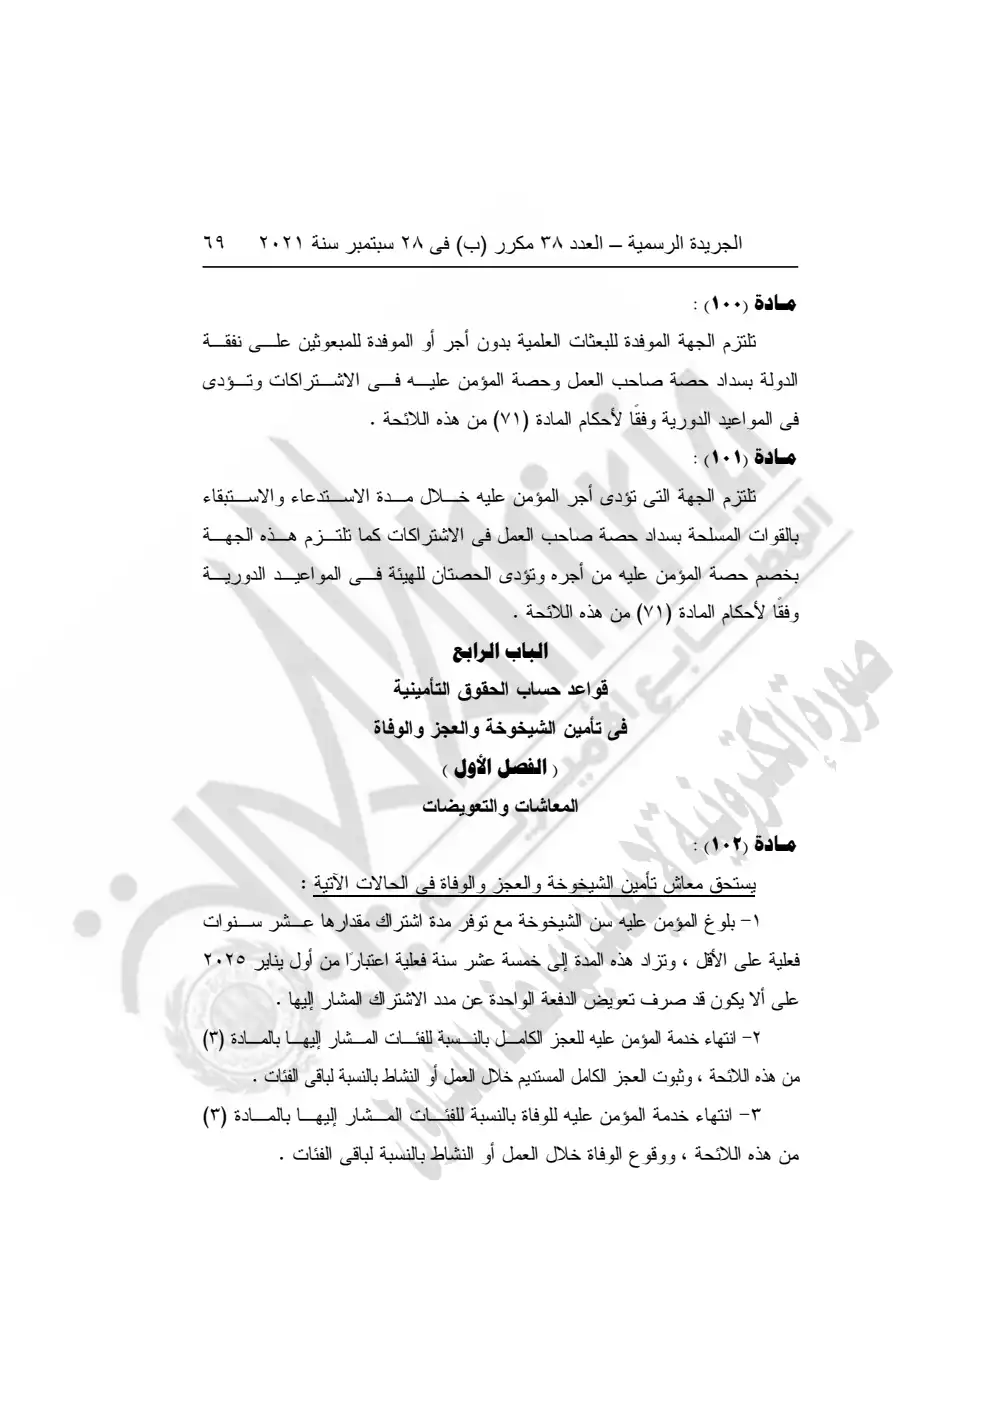 الجريدة الرسمية – العدد ٣٨ مكرر (ب) فى ٢٨ سبتمبر سنة ٢٠٢١ ٦٩
مادة (١٠٠) :
تلتزم الجهة الموفدة للبعثات العلمية بدون أجر أو الموفدة للمبعوثين على نفقة
الدولة بسداد حصة صاحب العمل وحصة المؤمن عليه فى الاشتراكات وتؤدى
فى المواعيد الدورية وفقًا لأحكام المادة (٧١) من هذه اللائحة .
مادة (١٠١) :
تلتزم الجهة التى تؤدى أجر المؤمن عليه خلال مدة الاستدعاء والاستبقاء
بالقوات المسلحة بسداد حصة صاحب العمل فى الاشتراكات كما تلتزم هذه الجهة
بخصم حصة المؤمن عليه من أجره وتؤدى الحصتان للهيئة فى المواعيد الدورية
وفقًا لأحكام المادة (٧١) من هذه اللائحة .
الباب الرابع
قواعد حساب الحقوق التأمينية
فى تأمين الشيخوخة والعجز والوفاة
( الفصل الأول )
المعاشات والتعويضات
مادة (١٠٢) :
يستحق معاش تأمين الشيخوخة والعجز والوفاة فى الحالات الآتية :
١- بلوغ المؤمن عليه سن الشيخوخة مع توفر مدة اشتراك مقدارها عشر سنوات
فعلية على الأقل ، وتزاد هذه المدة إلى خمسة عشر سنة فعلية اعتبارًا من أول يناير ٢٠٢٥
على ألا يكون قد صرف تعويض الدفعة الواحدة عن مدد الاشتراك المشار إليها .
٢- انتهاء خدمة المؤمن عليه للعجز الكامل بالنسبة للفئات المشار إليها بالمادة (٣)
من هذه اللائحة ، وثبوت العجز الكامل المستديم خلال العمل أو النشاط بالنسبة لباقى الفئات .
٣- انتهاء خدمة المؤمن عليه للوفاة بالنسبة للفئات المشار إليها بالمادة (٣)
من هذه اللائحة ، ووقوع الوفاة خلال العمل أو النشاط بالنسبة لباقى الفئات .